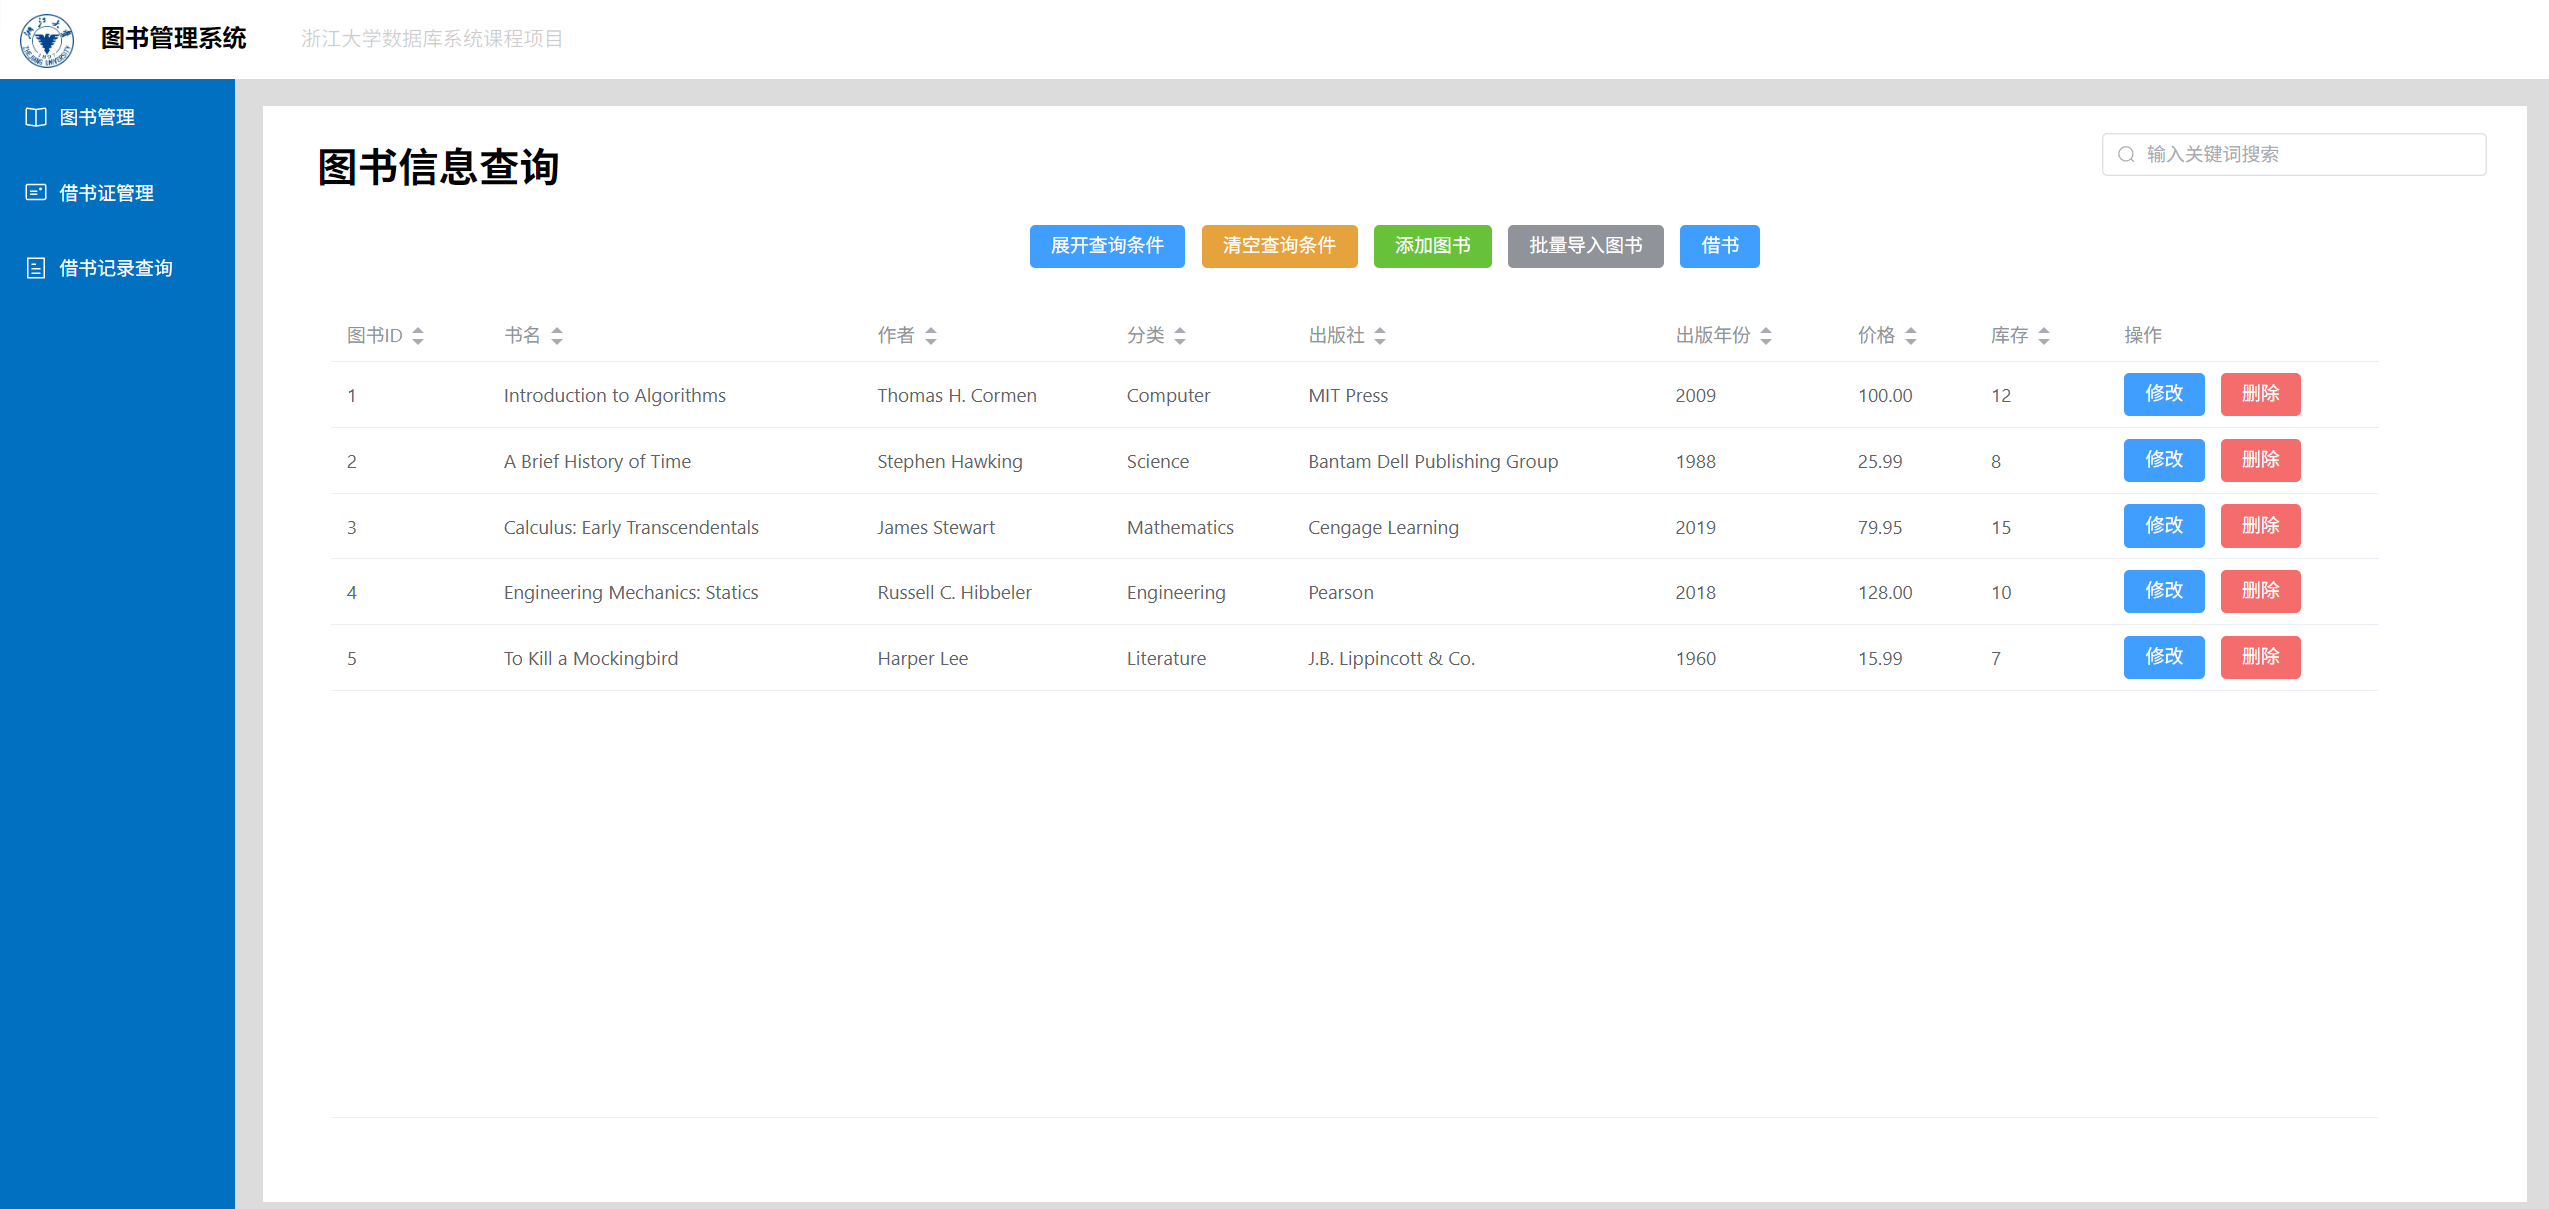 图书管理系统 浙江大学数据库系统课程项目
图书管理
借书证管理
借书记录查询
图书信息查询
输入关键词搜索
展开查询条件 清空查询条件 添加图书 批量导入图书 借书
图书ID 书名 作者 分类 出版社 出版年份 价格 库存 操作
1 Introduction to Algorithms Thomas H. Cormen Computer MIT Press 2009 100.00 12 修改 删除
2 A Brief History of Time Stephen Hawking Science Bantam Dell Publishing Group 1988 25.99 8 修改 删除
3 Calculus: Early Transcendentals James Stewart Mathematics Cengage Learning 2019 79.95 15 修改 删除
4 Engineering Mechanics: Statics Russell C. Hibbeler Engineering Pearson 2018 128.00 10 修改 删除
5 To Kill a Mockingbird Harper Lee Literature J.B. Lippincott & Co. 1960 15.99 7 修改 删除